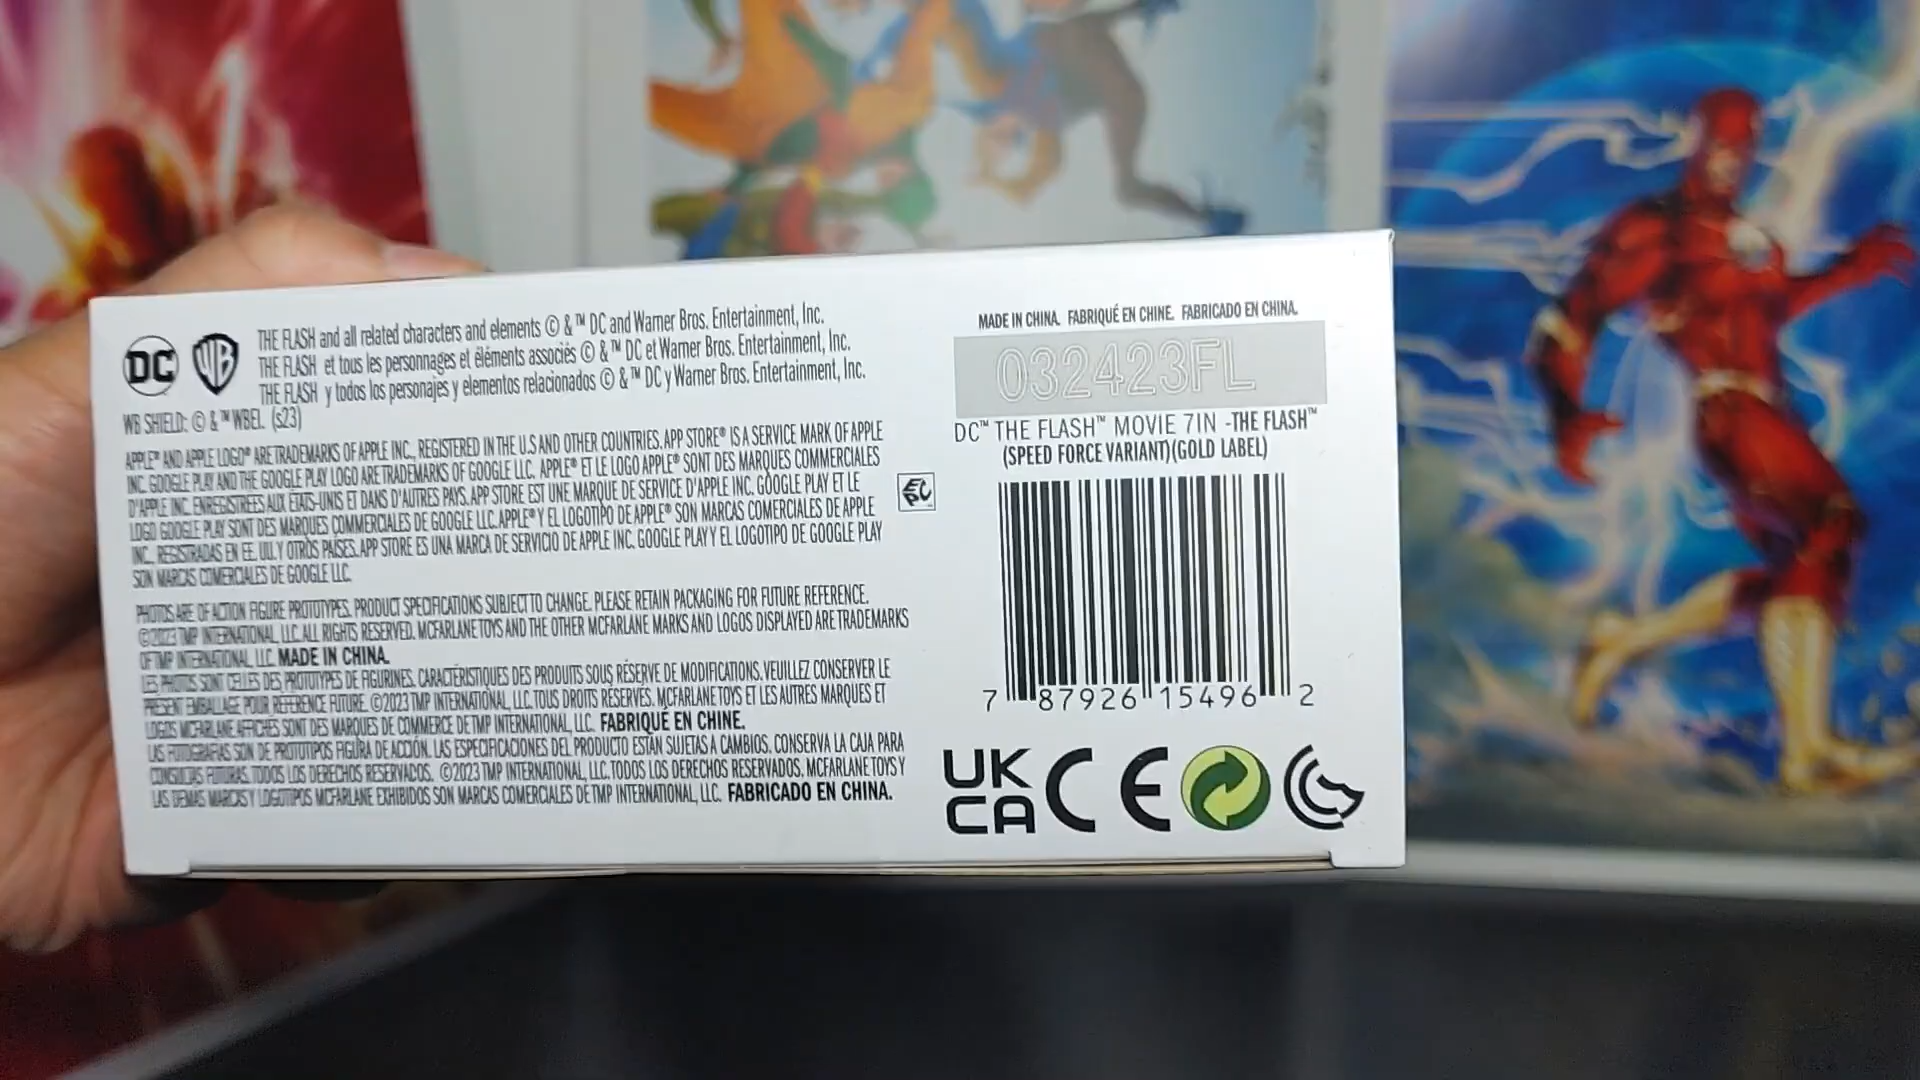 DC
WB
THE FLASH and all related characters and elements © & ™ DC and Warner Bros. Entertainment, Inc.
THE FLASH et tous les personnages et éléments associés © & ™ DC et Warner Bros. Entertainment, Inc.
THE FLASH y todos los personajes y elementos relacionados © & ™ DC y Warner Bros. Entertainment, Inc.
WB SHIELD: © & ™ WBEI. (s23)
APPLE® AND APPLE LOGO® ARE TRADEMARKS OF APPLE INC., REGISTERED IN THE U.S AND OTHER COUNTRIES. APP STORE® IS A SERVICE MARK OF APPLE
INC. GOOGLE PLAY AND THE GOOGLE PLAY LOGO ARE TRADEMARKS OF GOOGLE LLC. APPLE® ET LE LOGO APPLE® SONT DES MARQUES COMMERCIALES
D'APPLE INC. ENREGISTRÉES AUX ÉTATS-UNIS ET DANS D'AUTRES PAYS. APP STORE EST UNE MARQUE DE SERVICE D'APPLE INC. GOOGLE PLAY ET LE
LOGO GOOGLE PLAY SONT DES MARQUES COMMERCIALES DE GOOGLE LLC. APPLE® Y EL LOGOTIPO DE APPLE® SON MARCAS COMERCIALES DE APPLE
INC., REGISTRADAS EN EE. UU. Y OTROS PAÍSES. APP STORE ES UNA MARCA DE SERVICIO DE APPLE INC. GOOGLE PLAY Y EL LOGOTIPO DE GOOGLE PLAY
SON MARCAS COMERCIALES DE GOOGLE LLC.
PHOTOS ARE OF ACTION FIGURE PROTOTYPES. PRODUCT SPECIFICATIONS SUBJECT TO CHANGE. PLEASE RETAIN PACKAGING FOR FUTURE REFERENCE.
©2023 TMP INTERNATIONAL, LLC. ALL RIGHTS RESERVED. MCFARLANE TOYS AND THE OTHER MCFARLANE MARKS AND LOGOS DISPLAYED ARE TRADEMARKS
OF TMP INTERNATIONAL, LLC. MADE IN CHINA.
LES PHOTOS SONT CELLES DES PROTOTYPES DE FIGURINES. CARACTÉRISTIQUES DES PRODUITS SOUS RÉSERVE DE MODIFICATIONS. VEUILLEZ CONSERVER LE
PRÉSENT EMBALLAGE POUR RÉFÉRENCE FUTURE. ©2023 TMP INTERNATIONAL, LLC. TOUS DROITS RÉSERVÉS. MCFARLANE TOYS ET LES AUTRES MARQUES ET
LOGOS MCFARLANE AFFICHÉS SONT DES MARQUES DE COMMERCE DE TMP INTERNATIONAL, LLC. FABRIQUÉ EN CHINE.
LAS FOTOGRAFÍAS SON DE PROTOTIPOS FIGURA DE ACCIÓN. LAS ESPECIFICACIONES DEL PRODUCTO ESTÁN SUJETAS A CAMBIOS. CONSERVA LA CAJA PARA
CONSULTAS FUTURAS. TODOS LOS DERECHOS RESERVADOS. ©2023 TMP INTERNATIONAL, LLC. TODOS LOS DERECHOS RESERVADOS. MCFARLANE TOYS Y
LAS DEMÁS MARCAS Y LOGOTIPOS MCFARLANE EXHIBIDOS SON MARCAS COMERCIALES DE TMP INTERNATIONAL, LLC. FABRICADO EN CHINA.
MADE IN CHINA. FABRIQUÉ EN CHINE. FABRICADO EN CHINA.
032423FL
DC™ THE FLASH™ MOVIE 7IN -THE FLASH™
(SPEED FORCE VARIANT)(GOLD LABEL)
7 87926 15496 2
UK
CA CE